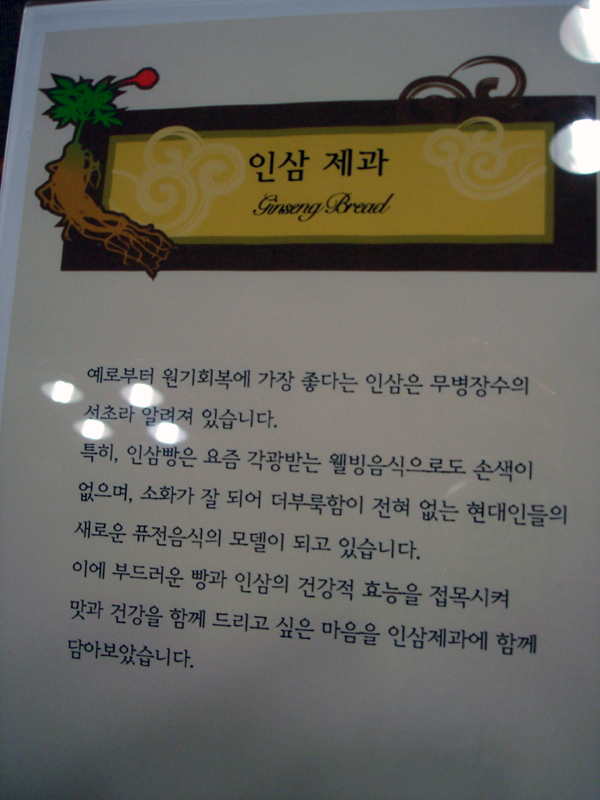 인삼 제과
Ginseng Bread
예로부터 원기회복에 가장 좋다는 인삼은 무병장수의
서초라 알려져 있습니다.
특히, 인삼빵은 요즘 각광받는 웰빙음식으로도 손색이
없으며, 소화가 잘 되어 더부룩함이 전혀 없는 현대인들의
새로운 퓨전음식의 모델이 되고 있습니다.
이에 부드러운 빵과 인삼의 건강적 효능을 접목시켜
맛과 건강을 함께 드리고 싶은 마음을 인삼제과에 함께
담아보았습니다.